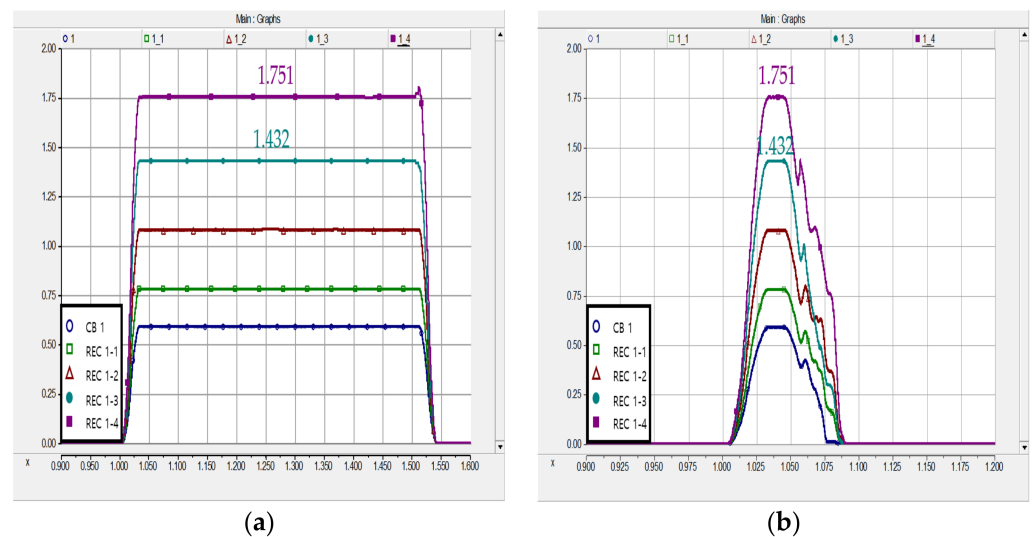 Main : Graphs
1 1_1 1_2 1_3 1_4
2.00
1.75
1.50
1.25
1.00
0.75
0.50
0.25
0.00
1.751
1.432
CB 1
REC 1-1
REC 1-2
REC 1-3
REC 1-4
x 0.900 0.950 1.000 1.050 1.100 1.150 1.200 1.250 1.300 1.350 1.400 1.450 1.500 1.550 1.600
(a)
Main : Graphs
1 1_1 1_2 1_3 1_4
2.00
1.75
1.50
1.25
1.00
0.75
0.50
0.25
0.00
1.751
1.432
CB 1
REC 1-1
REC 1-2
REC 1-3
REC 1-4
x 0.900 0.925 0.950 0.975 1.000 1.025 1.050 1.075 1.100 1.125 1.150 1.175 1.200
(b)